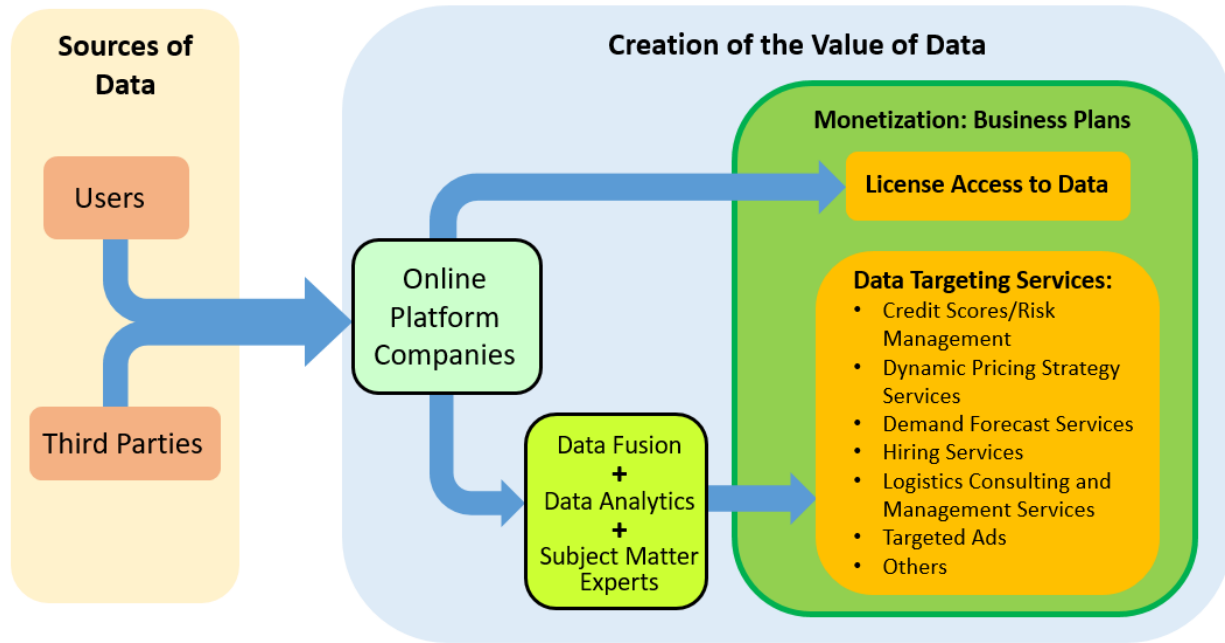 Sources of
Data
Users
Third Parties
Creation of the Value of Data
Online
Platform
Companies
Data Fusion
+
Data Analytics
+
Subject Matter
Experts
Monetization: Business Plans
License Access to Data
Data Targeting Services:
• Credit Scores/Risk
Management
• Dynamic Pricing Strategy
Services
• Demand Forecast Services
• Hiring Services
• Logistics Consulting and
Management Services
• Targeted Ads
• Others